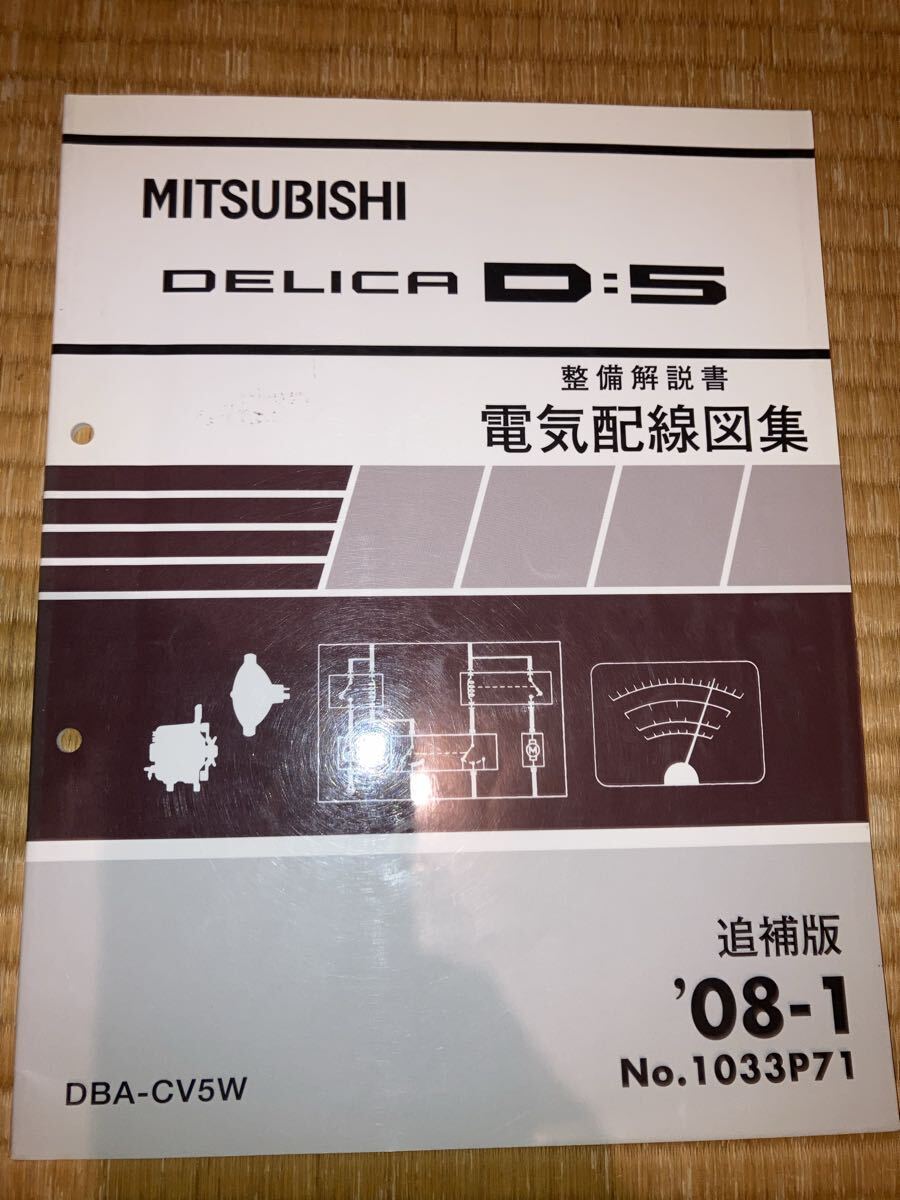 MITSUBISHI
DELICA D:5
整備解説書
電気配線図集
M
追補版
'08-1
No.1033P71
DBA-CV5W